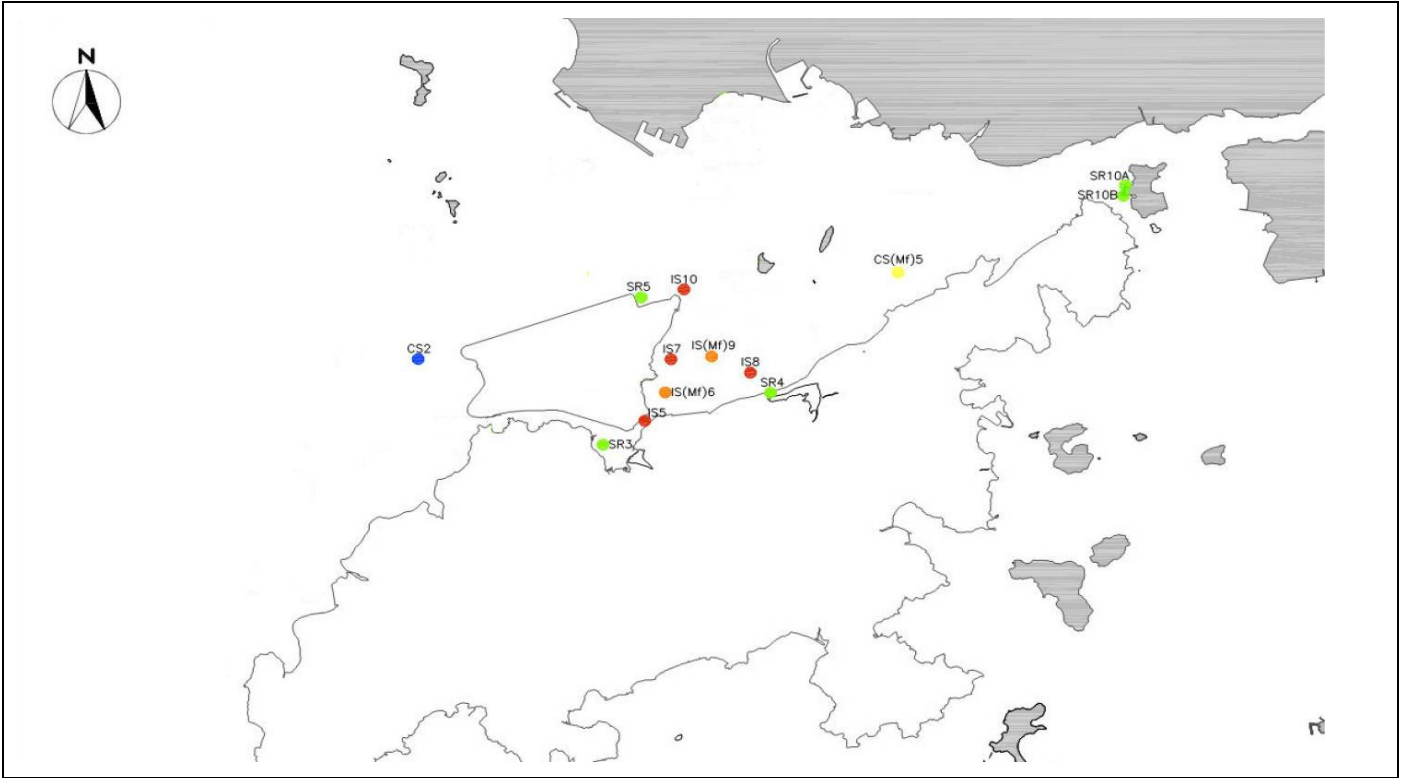 N
SR10A
SR10B
CS(Mf)5
IS10
SR5
CS2
IS7
IS(Mf)9
IS8
SR4
IS(Mf)6
IS5
SR3